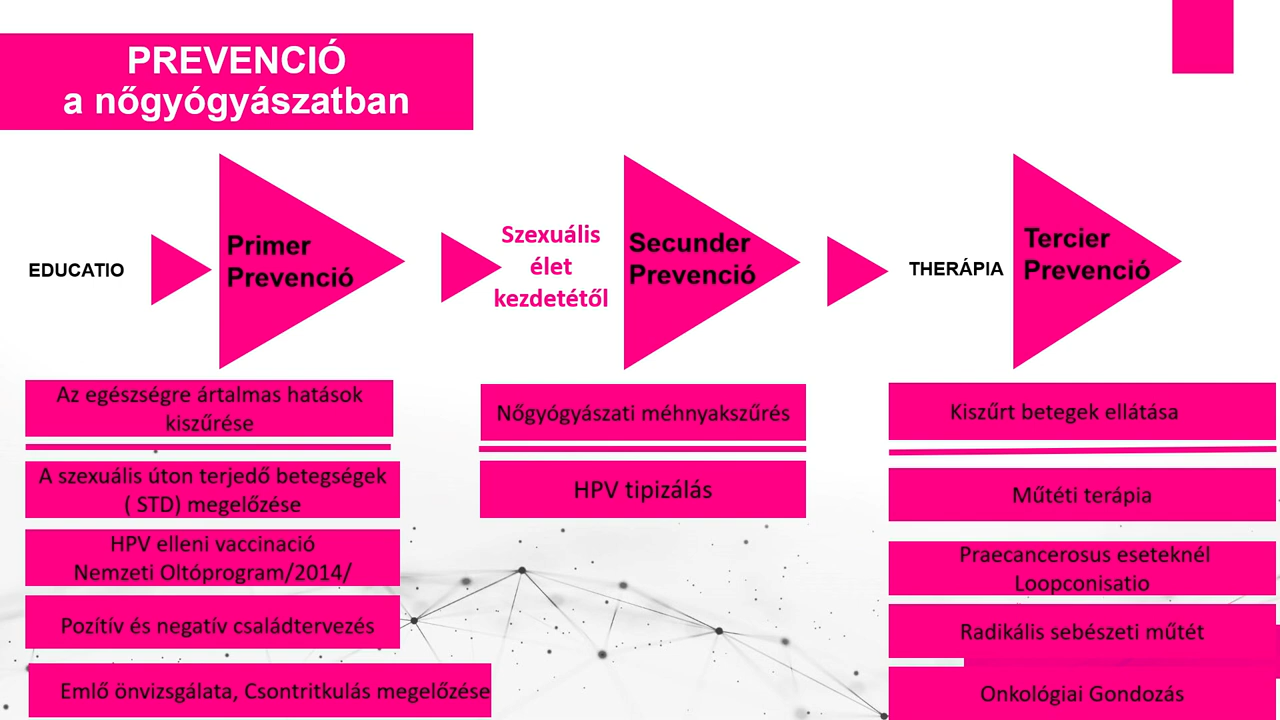 PREVENCIÓ
a nőgyógyászatban
EDUCATIO
Primer
Prevenció
Szexuális
élet
kezdetétől
Secunder
Prevenció
THERÁPIA
Tercier
Prevenció
Az egészségre ártalmas hatások
kiszűrése
A szexuális úton terjedő betegségek
( STD) megelőzése
HPV elleni vaccinació
Nemzeti Oltóprogram/2014/
Pozítív és negatív családtervezés
Emlő önvizsgálata, Csontritkulás megelőzése
Nőgyógyászati méhnyakszűrés
HPV tipizálás
Kiszűrt betegek ellátása
Műtéti terápia
Praecancerosus eseteknél
Loopconisatio
Radikális sebészeti műtét
Onkológiai Gondozás